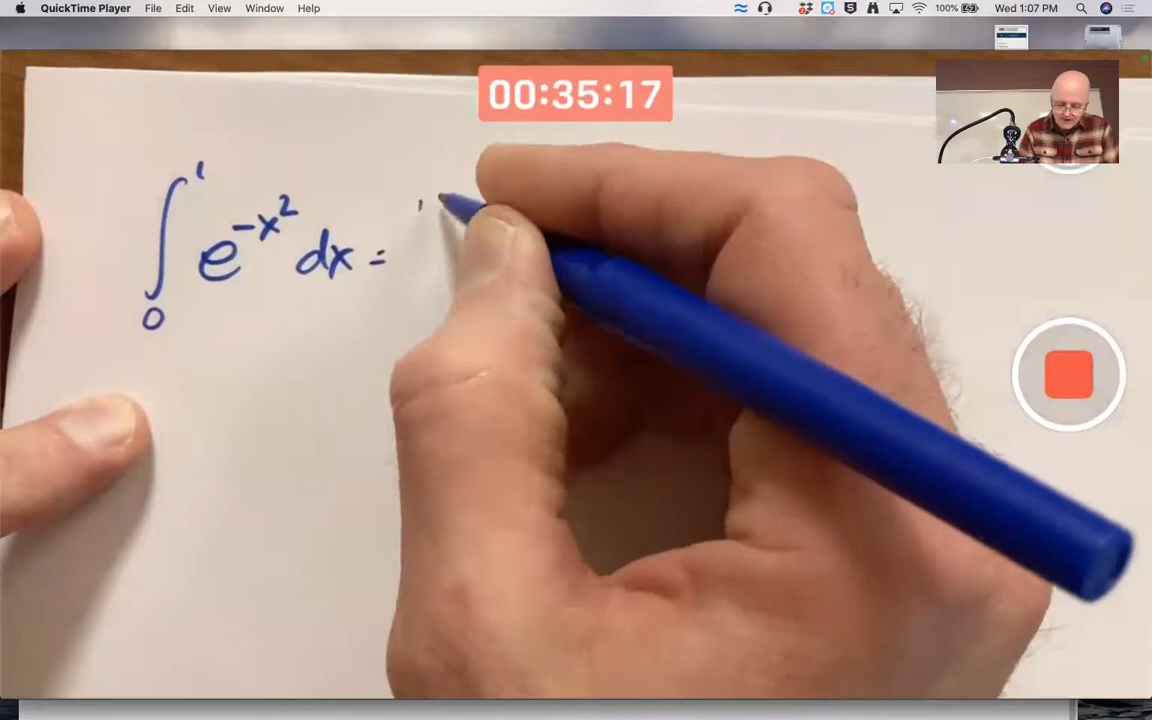 QuickTime Player File Edit View Window Help 100% Wed 1:07 PM
00:35:17
∫₀¹ e^{-x²} dx =